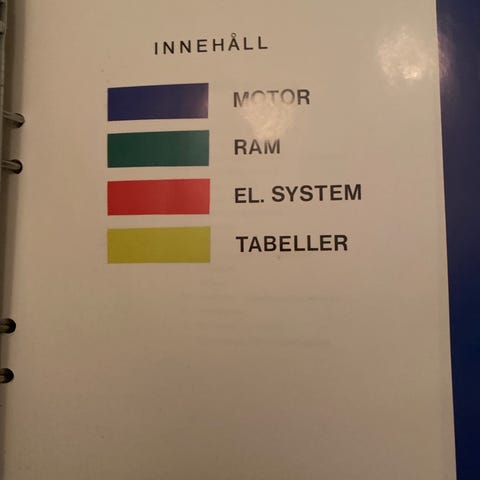 INNEHÅLL
MOTOR
RAM
EL. SYSTEM
TABELLER